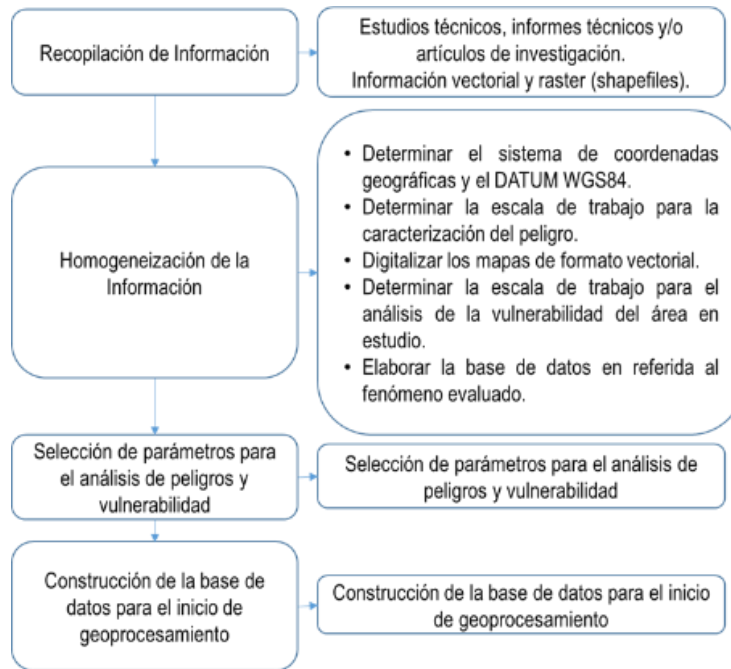 Recopilación de Información
Estudios técnicos, informes técnicos y/o
artículos de investigación.
Información vectorial y raster (shapefiles).
Homogeneización de la
Información
• Determinar el sistema de coordenadas
geográficas y el DATUM WGS84.
• Determinar la escala de trabajo para la
caracterización del peligro.
• Digitalizar los mapas de formato vectorial.
• Determinar la escala de trabajo para el
análisis de la vulnerabilidad del área en
estudio.
• Elaborar la base de datos en referida al
fenómeno evaluado.
Selección de parámetros para
el análisis de peligros y
vulnerabilidad
Selección de parámetros para el análisis de
peligros y vulnerabilidad
Construcción de la base de
datos para el inicio de
geoprocesamiento
Construcción de la base de datos para el inicio
de geoprocesamiento